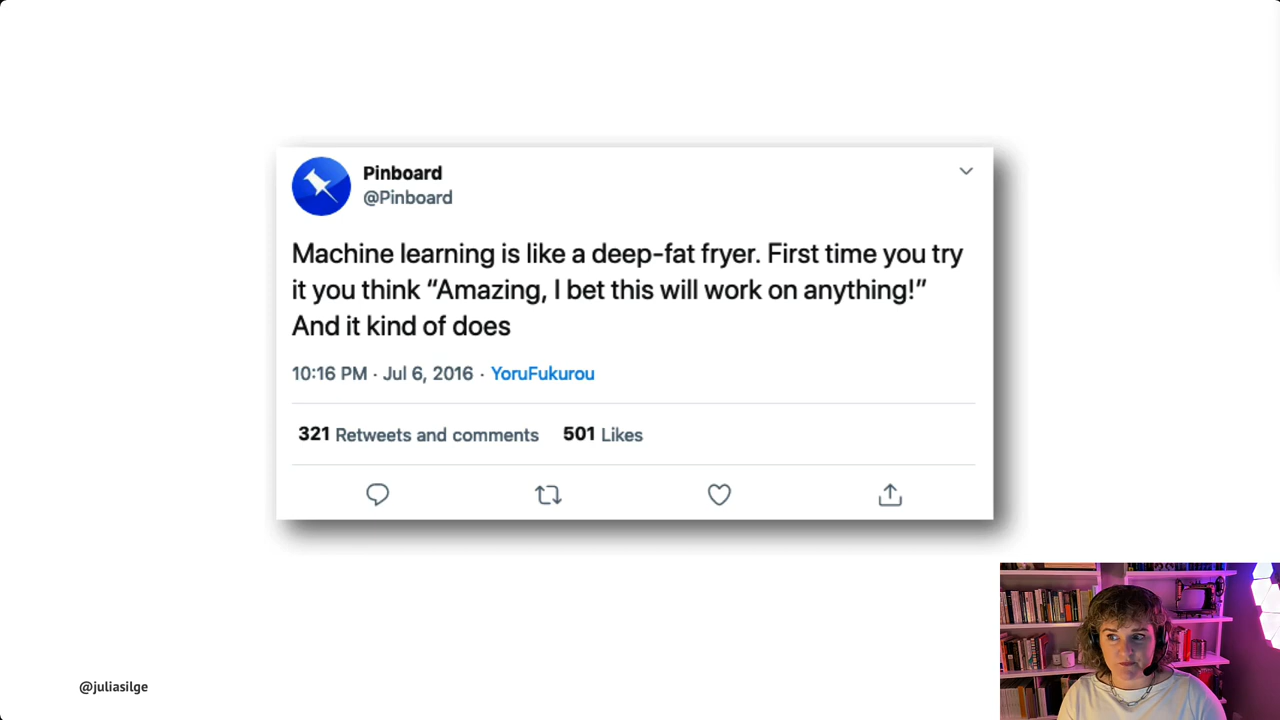 Pinboard
@Pinboard
Machine learning is like a deep-fat fryer. First time you try
it you think “Amazing, I bet this will work on anything!”
And it kind of does
10:16 PM · Jul 6, 2016 · YoruFukurou
321 Retweets and comments 501 Likes
@juliasilge